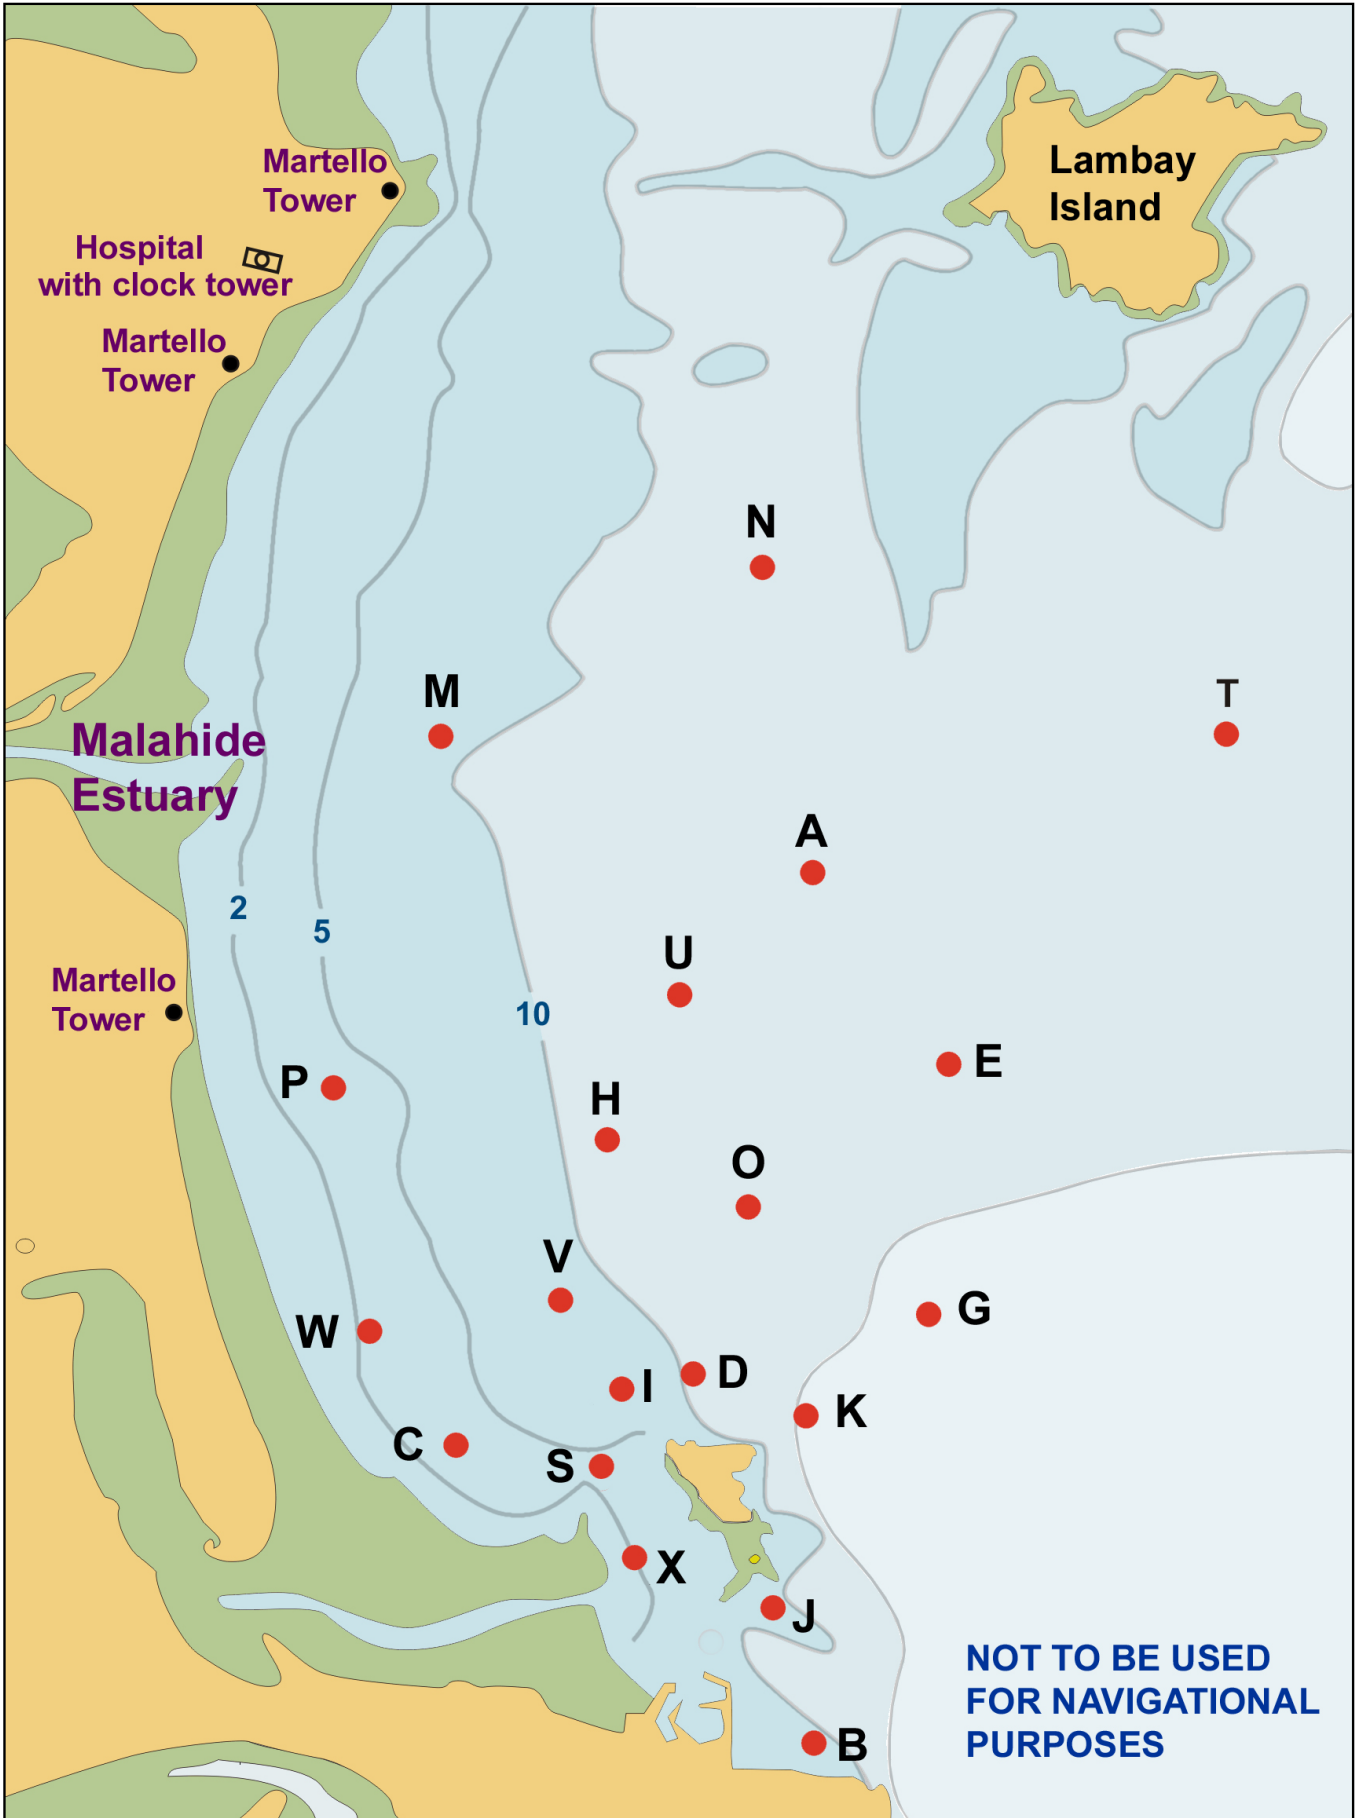 Martello
Tower
Lambay
Island
Hospital
with clock tower
Martello
Tower
N
M
T
Malahide
Estuary
A
2
5
U
Martello
Tower
10
P
E
H
O
V
W
G
I
D
K
C
S
X
J
NOT TO BE USED
FOR NAVIGATIONAL
PURPOSES
B